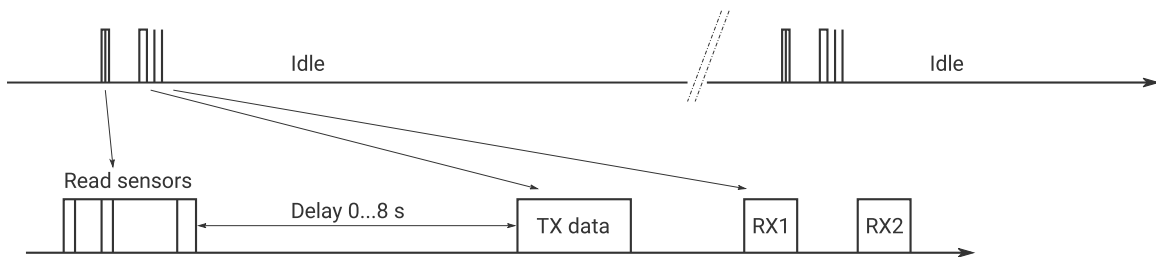 Idle
Idle
Read sensors
Delay 0...8 s
TX data
RX1
RX2